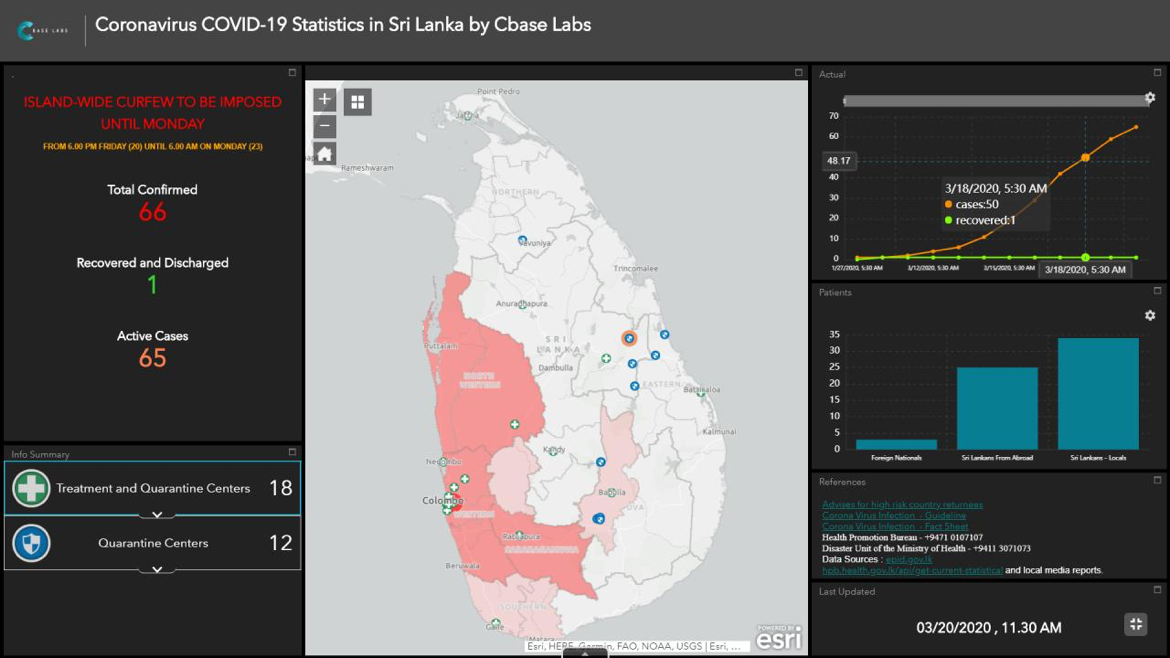 CBASE LABS
Coronavirus COVID-19 Statistics in Sri Lanka by Cbase Labs
ISLAND-WIDE CURFEW TO BE IMPOSED
UNTIL MONDAY
FROM 6.00 PM FRIDAY (20) UNTIL 6.00 AM ON MONDAY (23)
Total Confirmed
66
Recovered and Discharged
1
Active Cases
65
Info Summary
Treatment and Quarantine Centers 18
Quarantine Centers 12
Point Pedro
Jaffna
Rameshwaram
NORTHERN
Vavuniya
Trincomalee
Anuradhapura
SRI
LANKA
Puttalam
Dambulla
NORTH
WESTERN
EASTERN
Batticaloa
Kalmunai
Kandy
Negombo
Badulla
Colombo
UVA
WESTERN
Ratnapura
SABARAGAMUWA
Beruwala
SOUTHERN
Galle
Matara
POWERED BY
esri
Esri, HERE, Garmin, FAO, NOAA, USGS | Esri, ...
Actual
70
60
48.17
40
30
20
10
0
3/18/2020, 5:30 AM
cases:50
recovered:1
1/27/2020, 5:30 AM
3/12/2020, 5:30 AM
3/15/2020, 5:30 AM
3/18/2020, 5:30 AM
Patients
35
30
25
20
15
10
5
0
Foreign Nationals
Sri Lankans From Abroad
Sri Lankans - Locals
References
Advises for high risk country returnees
Corona Virus Infection - Guideline
Corona Virus Infection - Fact Sheet
Health Promotion Bureau - +9471 0107107
Disaster Unit of the Ministry of Health - +9411 3071073
Data Sources : epid.gov.lk
hpb.health.gov.lk/api/get-current-statistical and local media reports.
Last Updated
03/20/2020 , 11.30 AM